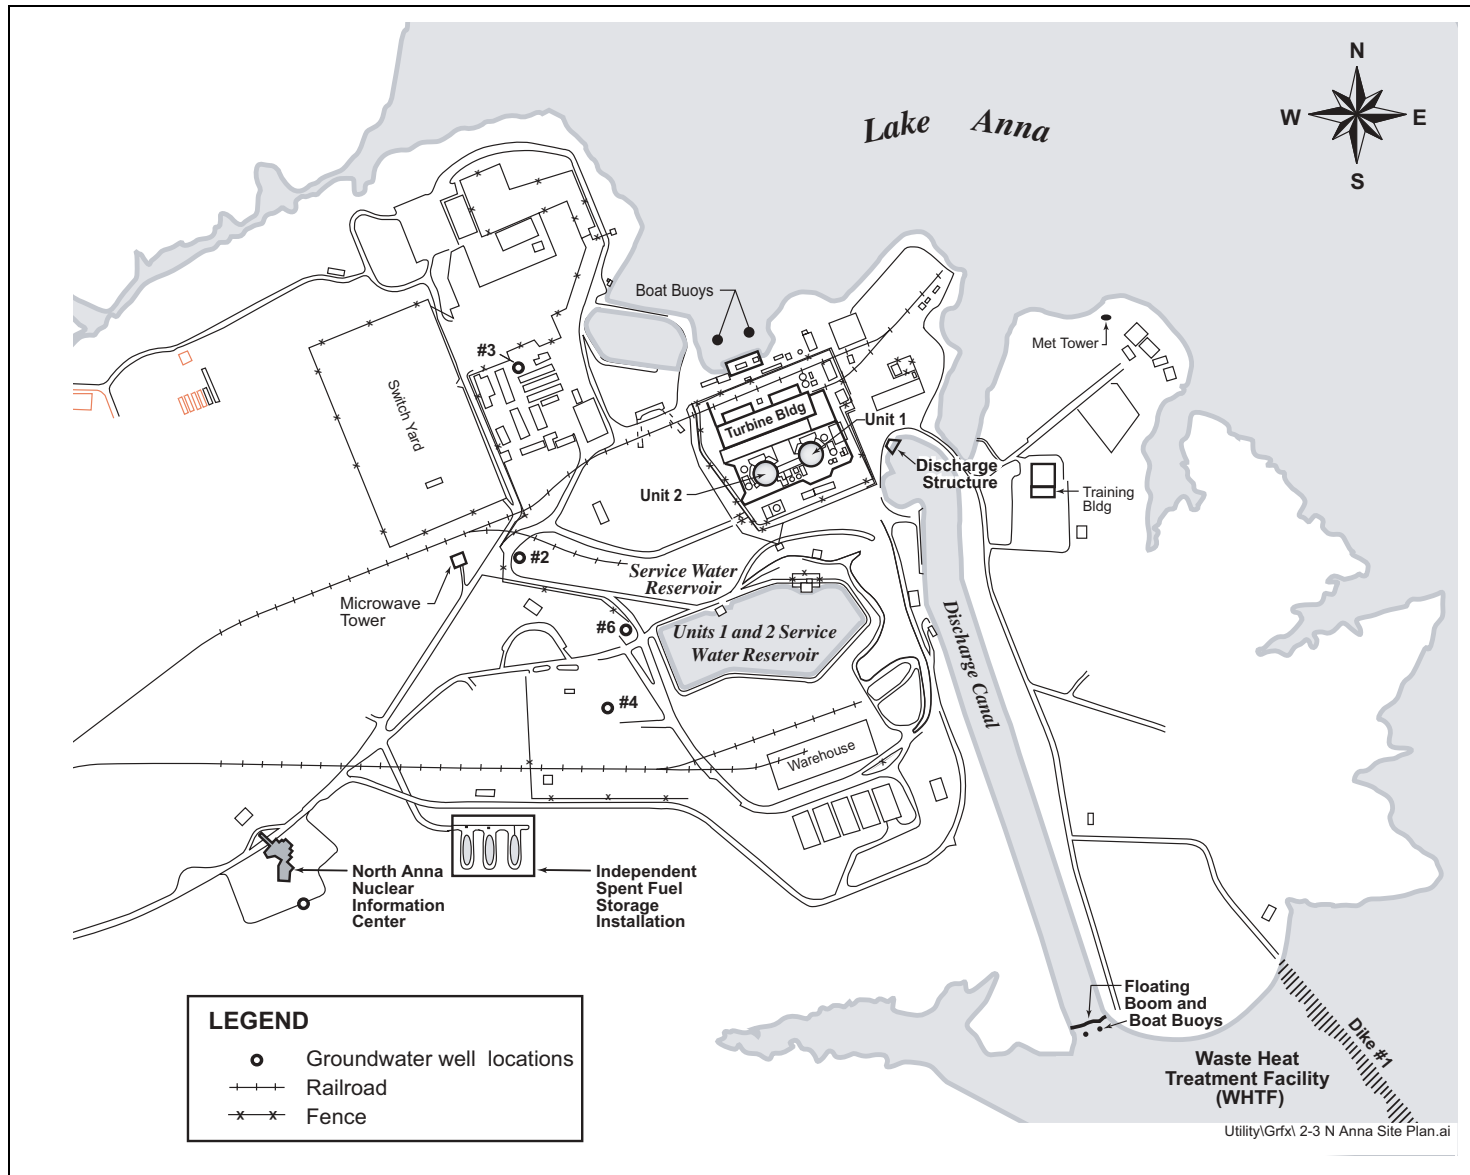 N
W E
S
Lake Anna
Boat Buoys
Met Tower
#3
Switch Yard
Turbine Bldg
Unit 1
Discharge
Structure
Unit 2
Training
Bldg
#2
Service Water
Reservoir
Microwave
Tower
#6
Units 1 and 2 Service
Water Reservoir
Discharge Canal
#4
Warehouse
North Anna
Nuclear
Information
Center
Independent
Spent Fuel
Storage
Installation
Floating
Boom and
Boat Buoys
Dike #1
Waste Heat
Treatment Facility
(WHTF)
LEGEND
Groundwater well locations
Railroad
Fence
Utility\Grfx\ 2-3 N Anna Site Plan.ai